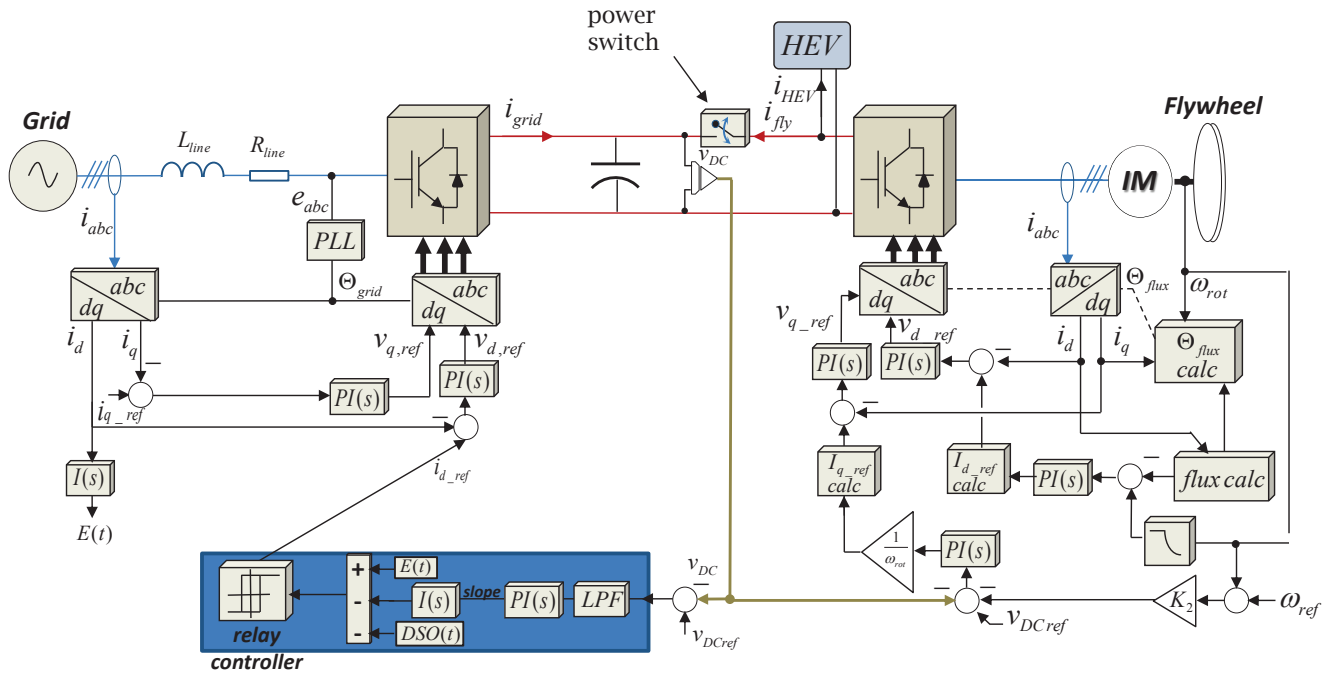 power
switch
HEV
i_HEV
Grid
L_line
R_line
i_grid
i_fly
Flywheel
v_DC
IM
e_abc
i_abc
PLL
i_abc
abc
dq
Θ_grid
abc
dq
abc
dq
abc
dq
Θ_flux
ω_rot
i_d
i_q
v_q,ref
v_d,ref
v_q_ref
v_d_ref
i_d
i_q
Θ_flux
calc
−
PI(s)
PI(s)
PI(s)
PI(s)
−
i_q_ref
−
−
i_d_ref
I(s)
E(t)
I_q_ref
calc
I_d_ref
calc
PI(s)
−
flux calc
1
ω_rot
PI(s)
v_DC
−
−
−
+
E(t)
-
I(s)
slope
PI(s)
LPF
-
DSO(t)
v_DCref
v_DCref
K_2
ω_ref
relay
controller